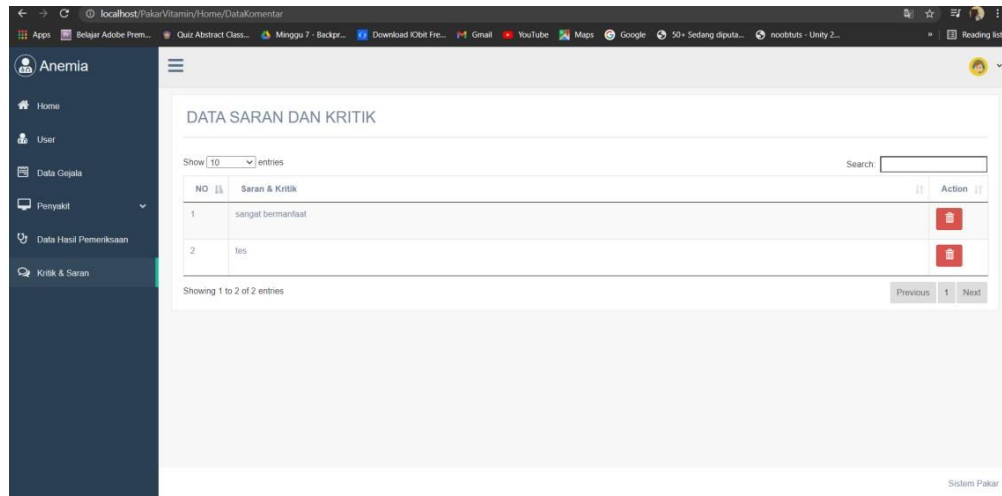 localhost/PakarVitamin/Home/DataKomentar
Apps Belajar Adobe Prem... Quiz Abstract Class... Minggu 7 - Backpr... Download IObit Fre... Gmail YouTube Maps Google 50+ Sedang diputa... noobtuts - Unity 2... » Reading list
Anemia
Home
User
Data Gejala
Penyakit
Data Hasil Pemeriksaan
Kritik & Saran
DATA SARAN DAN KRITIK
Show 10 entries Search:
NO Saran & Kritik Action
1 sangat bermanfaat
2 tes
Showing 1 to 2 of 2 entries Previous 1 Next
Sistem Pakar